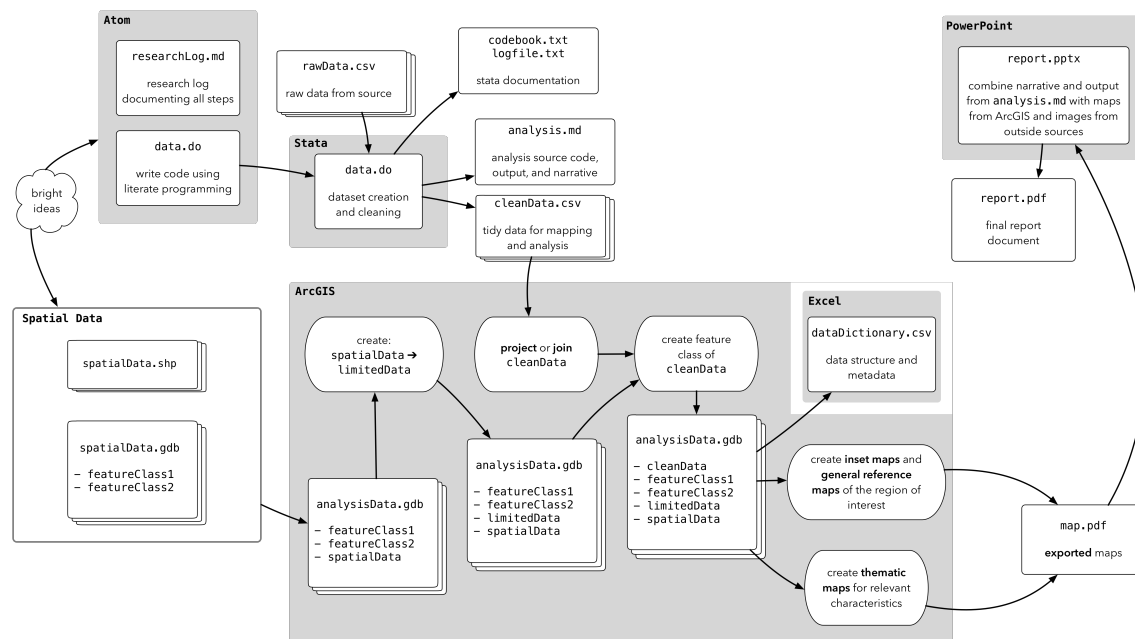 Atom
researchLog.md
research log
documenting all steps
data.do
write code using
literate programming
bright
ideas
rawData.csv
raw data from source
Stata
data.do
dataset creation
and cleaning
codebook.txt
logfile.txt
stata documentation
analysis.md
analysis source code,
output, and narrative
cleanData.csv
tidy data for mapping
and analysis
PowerPoint
report.pptx
combine narrative and output
from analysis.md with maps
from ArcGIS and images from
outside sources
report.pdf
final report
document
Spatial Data
spatialData.shp
spatialData.gdb
– featureClass1
– featureClass2
ArcGIS
create:
spatialData ➔
limitedData
analysisData.gdb
– featureClass1
– featureClass2
– spatialData
analysisData.gdb
– featureClass1
– featureClass2
– limitedData
– spatialData
project or join
cleanData
create feature
class of
cleanData
analysisData.gdb
– cleanData
– featureClass1
– featureClass2
– limitedData
– spatialData
Excel
dataDictionary.csv
data structure and
metadata
create inset maps and
general reference
maps of the region of
interest
create thematic
maps for relevant
characteristics
map.pdf
exported maps